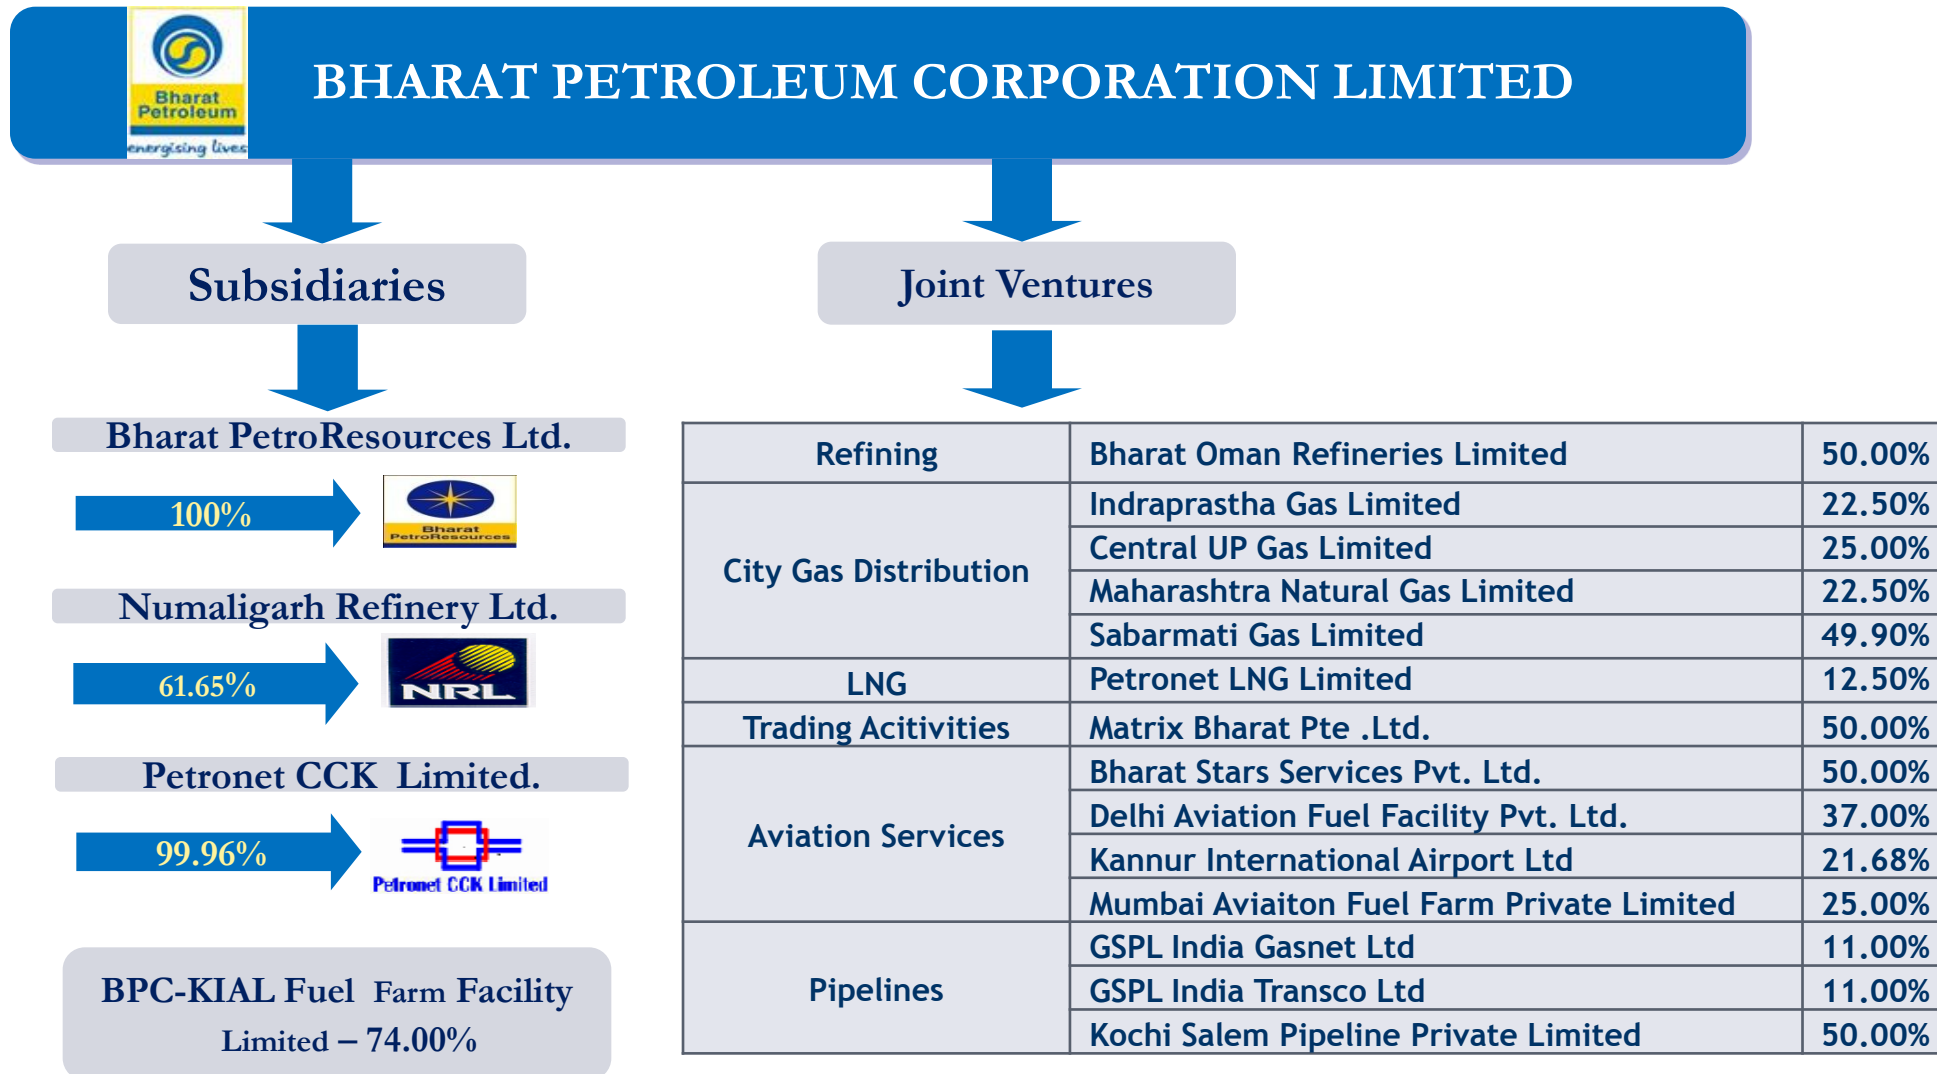 Bharat
Petroleum
energising lives
BHARAT PETROLEUM CORPORATION LIMITED
Subsidiaries
Joint Ventures
Bharat PetroResources Ltd.
100%
Bharat
PetroResources
Numaligarh Refinery Ltd.
61.65%
NRL
Petronet CCK Limited.
99.96%
Petronet CCK Limited
BPC-KIAL Fuel Farm Facility
Limited – 74.00%
Refining Bharat Oman Refineries Limited 50.00%
City Gas Distribution
Indraprastha Gas Limited 22.50%
Central UP Gas Limited 25.00%
Maharashtra Natural Gas Limited 22.50%
Sabarmati Gas Limited 49.90%
LNG Petronet LNG Limited 12.50%
Trading Acitivities Matrix Bharat Pte .Ltd. 50.00%
Aviation Services
Bharat Stars Services Pvt. Ltd. 50.00%
Delhi Aviation Fuel Facility Pvt. Ltd. 37.00%
Kannur International Airport Ltd 21.68%
Mumbai Aviaiton Fuel Farm Private Limited 25.00%
Pipelines
GSPL India Gasnet Ltd 11.00%
GSPL India Transco Ltd 11.00%
Kochi Salem Pipeline Private Limited 50.00%